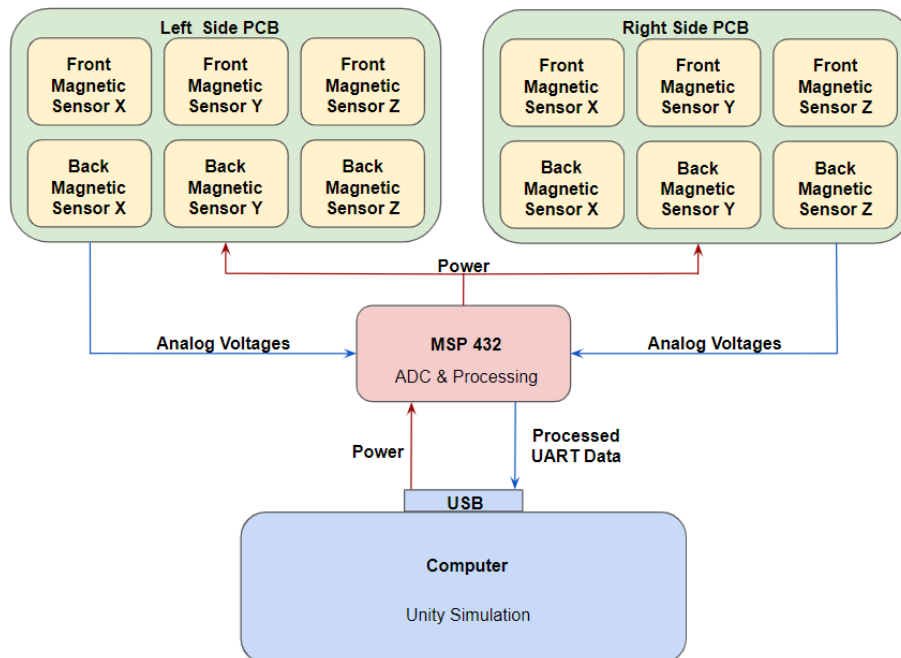 Left Side PCB
Right Side PCB
Front
Magnetic
Sensor X
Front
Magnetic
Sensor Y
Front
Magnetic
Sensor Z
Front
Magnetic
Sensor X
Front
Magnetic
Sensor Y
Front
Magnetic
Sensor Z
Back
Magnetic
Sensor X
Back
Magnetic
Sensor Y
Back
Magnetic
Sensor Z
Back
Magnetic
Sensor X
Back
Magnetic
Sensor Y
Back
Magnetic
Sensor Z
Power
Analog Voltages
MSP 432
ADC & Processing
Analog Voltages
Power
Processed
UART Data
USB
Computer
Unity Simulation